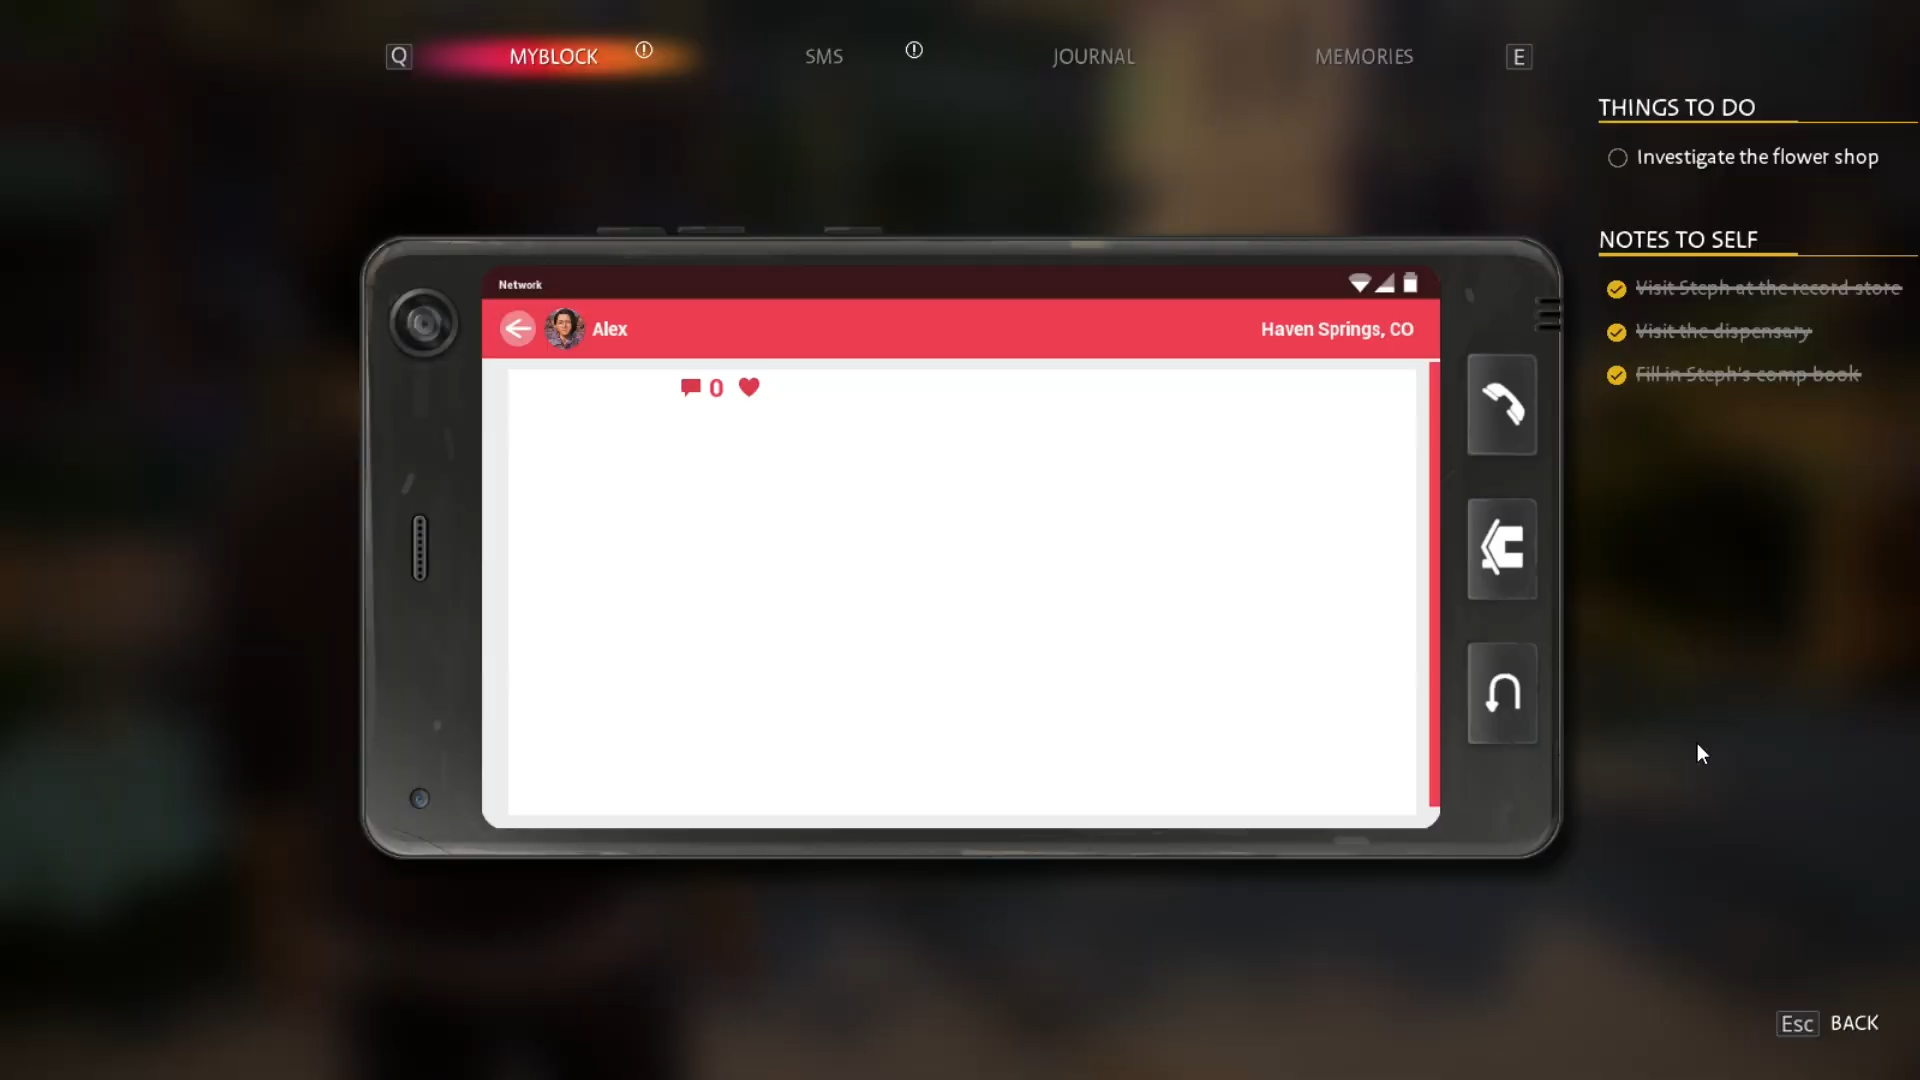 Q
MYBLOCK
SMS
JOURNAL
MEMORIES
E
THINGS TO DO
Investigate the flower shop
NOTES TO SELF
Visit Steph at the record store
Visit the dispensary
Fill in Steph's comp book
Network
Alex
Haven Springs, CO
0
Esc BACK